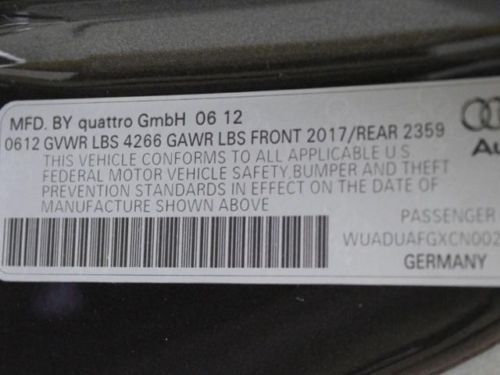 MFD. BY quattro GmbH 06 12
0612 GVWR LBS 4266 GAWR LBS FRONT 2017/REAR 2359
THIS VEHICLE CONFORMS TO ALL APPLICABLE U S
FEDERAL MOTOR VEHICLE SAFETY,BUMPER AND THEFT
PREVENTION STANDARDS IN EFFECT ON THE DATE OF
MANUFACTURE SHOWN ABOVE
Au
PASSENGER
WUADUAFGXCN002
GERMANY